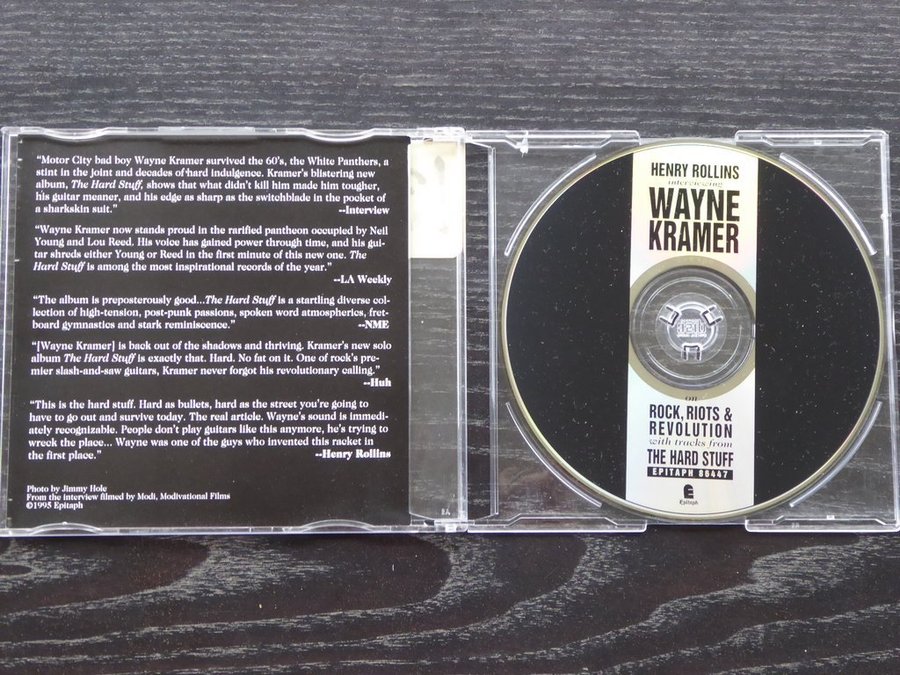 “Motor City bad boy Wayne Kramer survived the 60’s, the White Panthers, a
stint in the joint and decades of hard indulgence. Kramer’s blistering new
album, The Hard Stuff, shows that what didn’t kill him made him tougher,
his guitar meaner, and his edge as sharp as the switchblade in the pocket of
a sharkskin suit.”
--Interview
“Wayne Kramer now stands proud in the rarified pantheon occupied by Neil
Young and Lou Reed. His voice has gained power through time, and his gui-
tar shreds either Young or Reed in the first minute of this new one. The
Hard Stuff is among the most inspirational records of the year.”
--LA Weekly
“The album is preposterously good...The Hard Stuff is a startling diverse col-
lection of high-tension, post-punk passions, spoken word atmospherics, fret-
board gymnastics and stark reminiscence.”
--NME
“[Wayne Kramer] is back out of the shadows and thriving. Kramer’s new solo
album The Hard Stuff is exactly that. Hard. No fat on it. One of rock’s pre-
mier slash-and-saw guitars, Kramer never forgot his revolutionary calling.”
--Huh
“This is the hard stuff. Hard as bullets, hard as the street you’re going to
have to go out and survive today. The real article. Wayne’s sound is immedi-
ately recognizable. People don’t play guitars like this anymore, he’s trying to
wreck the place... Wayne was one of the guys who invented this racket in
the first place.”
--Henry Rollins
Photo by Jimmy Hole
From the interview filmed by Modi, Modivational Films
©1995 Epitaph
HENRY ROLLINS
interviewing
WAYNE
KRAMER
on
ROCK, RIOTS &
REVOLUTION
with tracks from
THE HARD STUFF
EPITAPH 86447
Epitaph